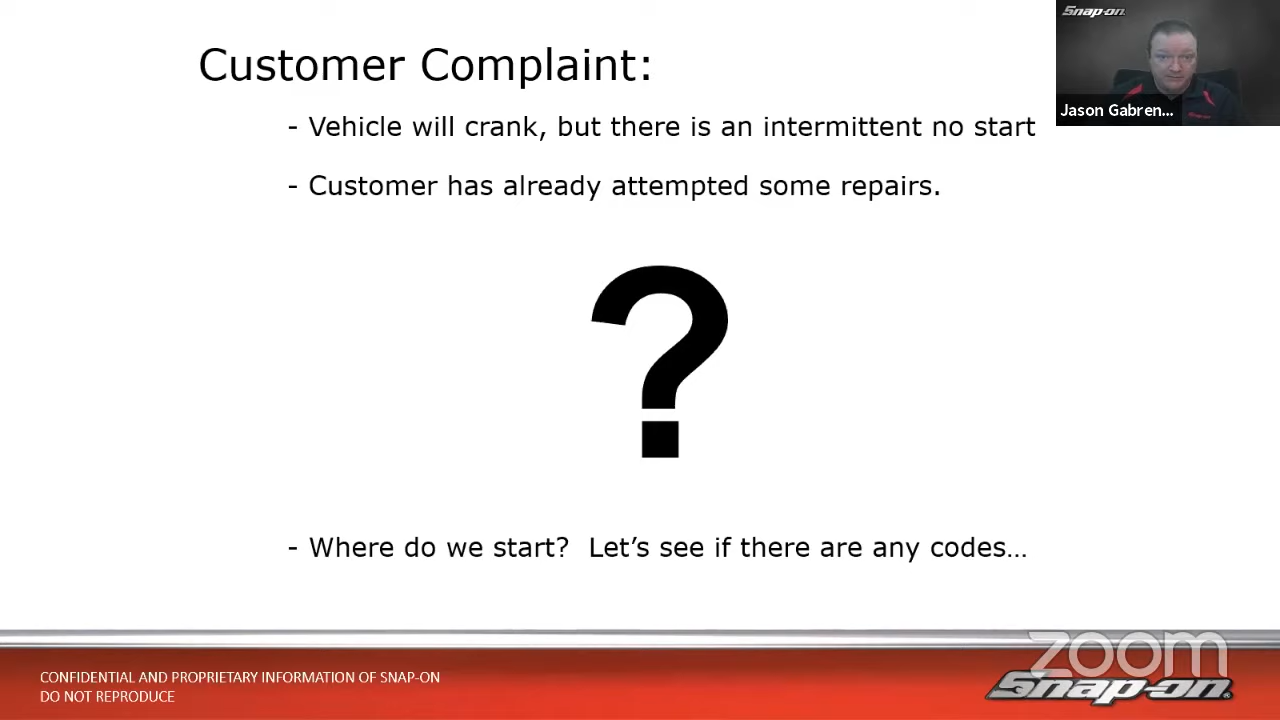 Customer Complaint:
Snap-on
Jason Gabren...
- Vehicle will crank, but there is an intermittent no start
- Customer has already attempted some repairs.
?
- Where do we start?  Let’s see if there are any codes…
zoom
CONFIDENTIAL AND PROPRIETARY INFORMATION OF SNAP-ON
DO NOT REPRODUCE
Snap-on